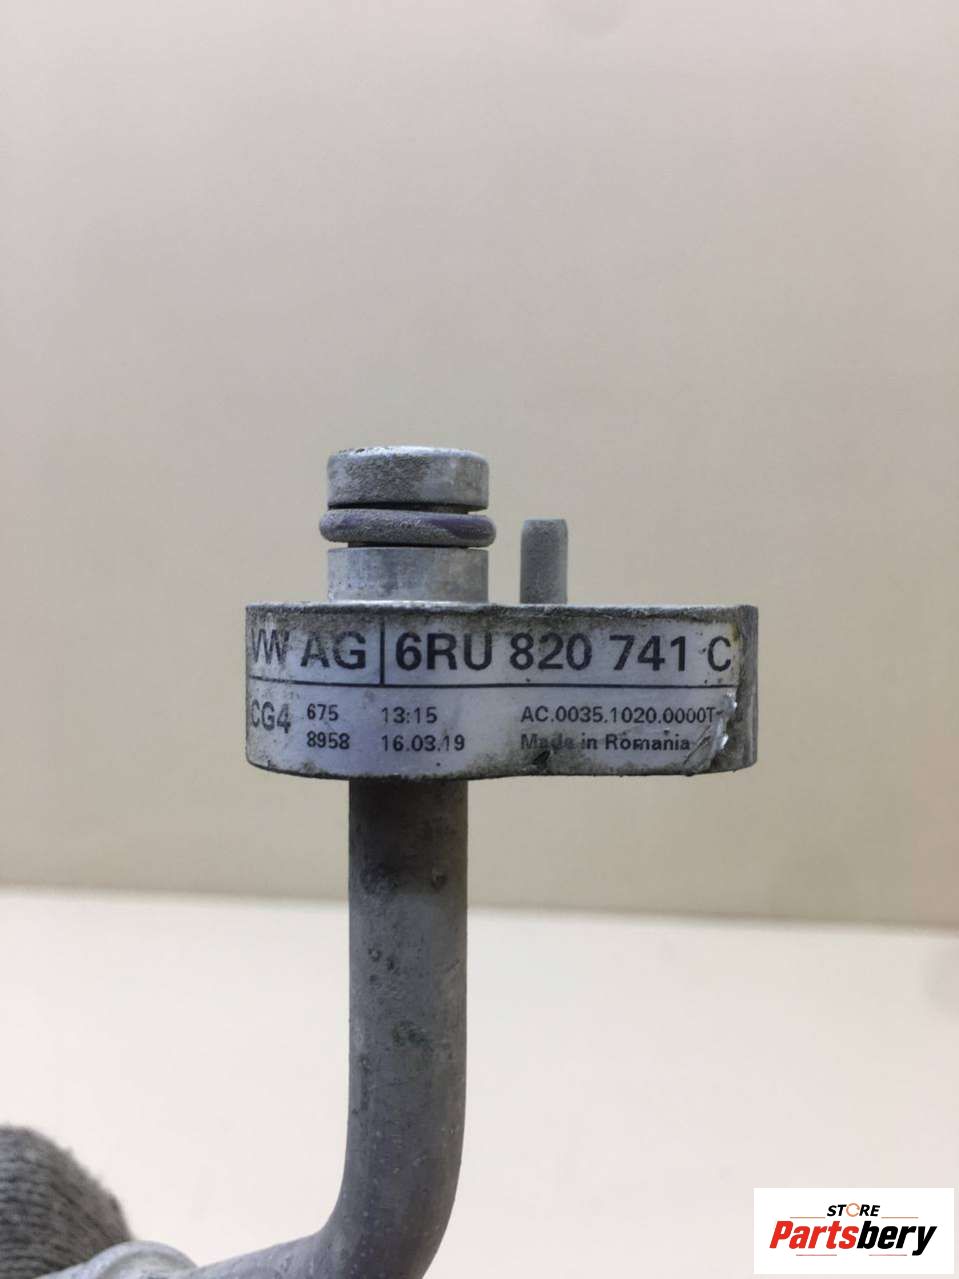 VW AG 6RU 820 741 C
CG4 675 13:15 AC.0035.1020.0000T
8958 16.03.19 Made in Romania
STORE
Partsbery